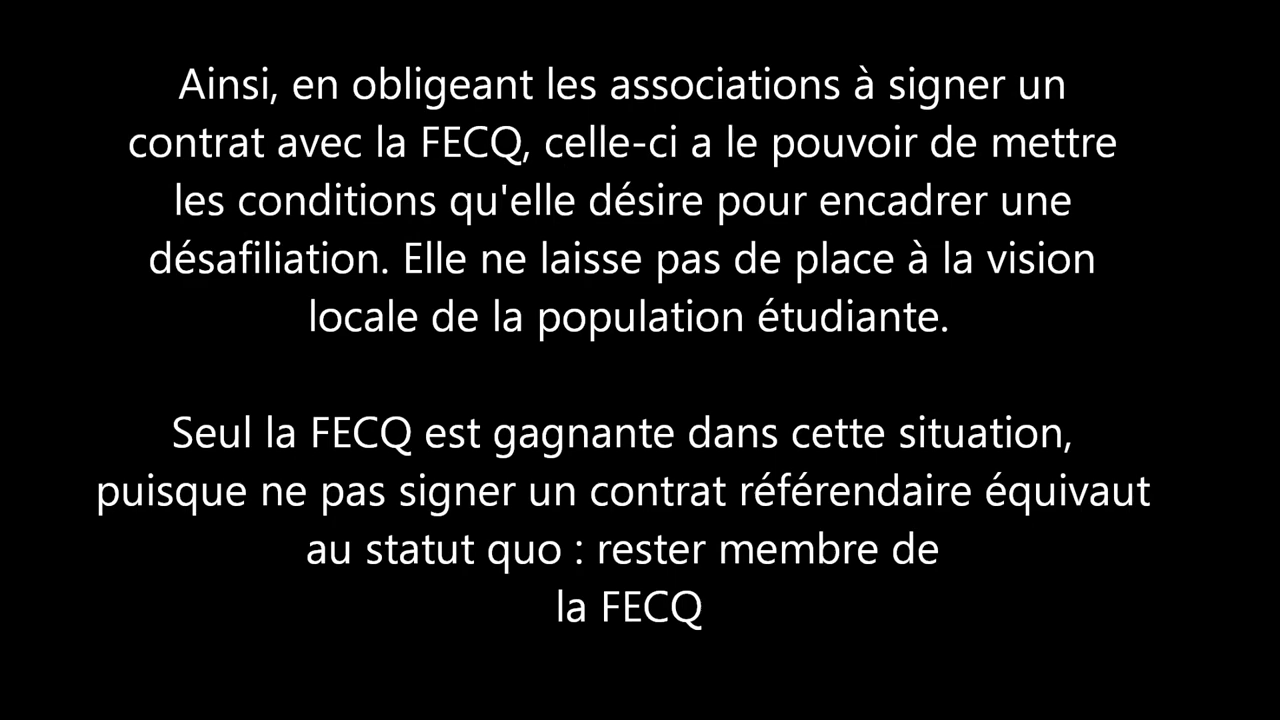 Ainsi, en obligeant les associations à signer un
contrat avec la FECQ, celle-ci a le pouvoir de mettre
les conditions qu'elle désire pour encadrer une
désafiliation. Elle ne laisse pas de place à la vision
locale de la population étudiante.
Seul la FECQ est gagnante dans cette situation,
puisque ne pas signer un contrat référendaire équivaut
au statut quo : rester membre de
la FECQ